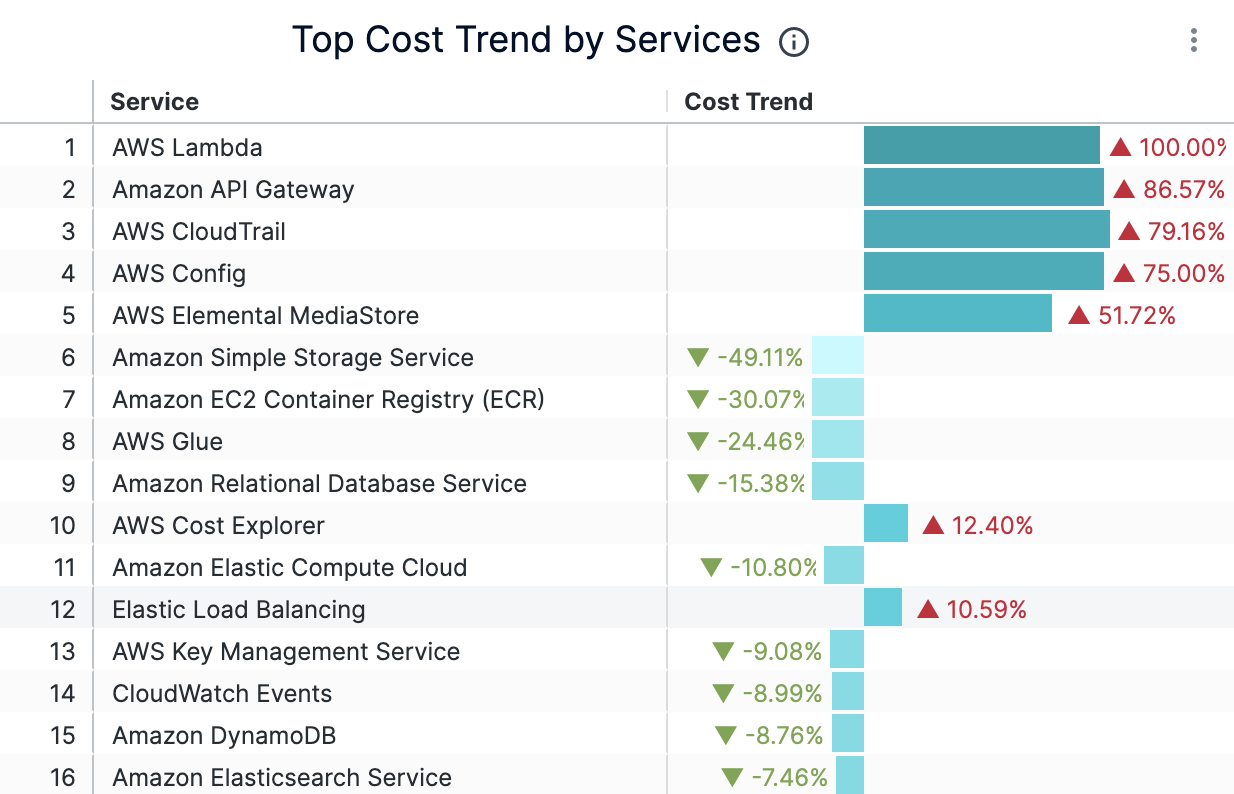 Top Cost Trend by Services
Service Cost Trend
1 AWS Lambda ▲ 100.00%
2 Amazon API Gateway ▲ 86.57%
3 AWS CloudTrail ▲ 79.16%
4 AWS Config ▲ 75.00%
5 AWS Elemental MediaStore ▲ 51.72%
6 Amazon Simple Storage Service ▼ -49.11%
7 Amazon EC2 Container Registry (ECR) ▼ -30.07%
8 AWS Glue ▼ -24.46%
9 Amazon Relational Database Service ▼ -15.38%
10 AWS Cost Explorer ▲ 12.40%
11 Amazon Elastic Compute Cloud ▼ -10.80%
12 Elastic Load Balancing ▲ 10.59%
13 AWS Key Management Service ▼ -9.08%
14 CloudWatch Events ▼ -8.99%
15 Amazon DynamoDB ▼ -8.76%
16 Amazon Elasticsearch Service ▼ -7.46%